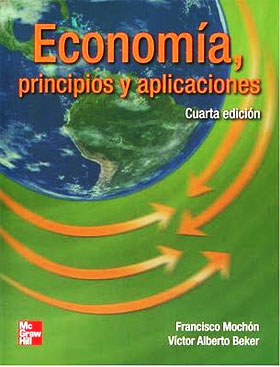 Economía,
principios y aplicaciones
Cuarta edición
Mc
Graw
Hill
Francisco Mochón
Víctor Alberto Beker